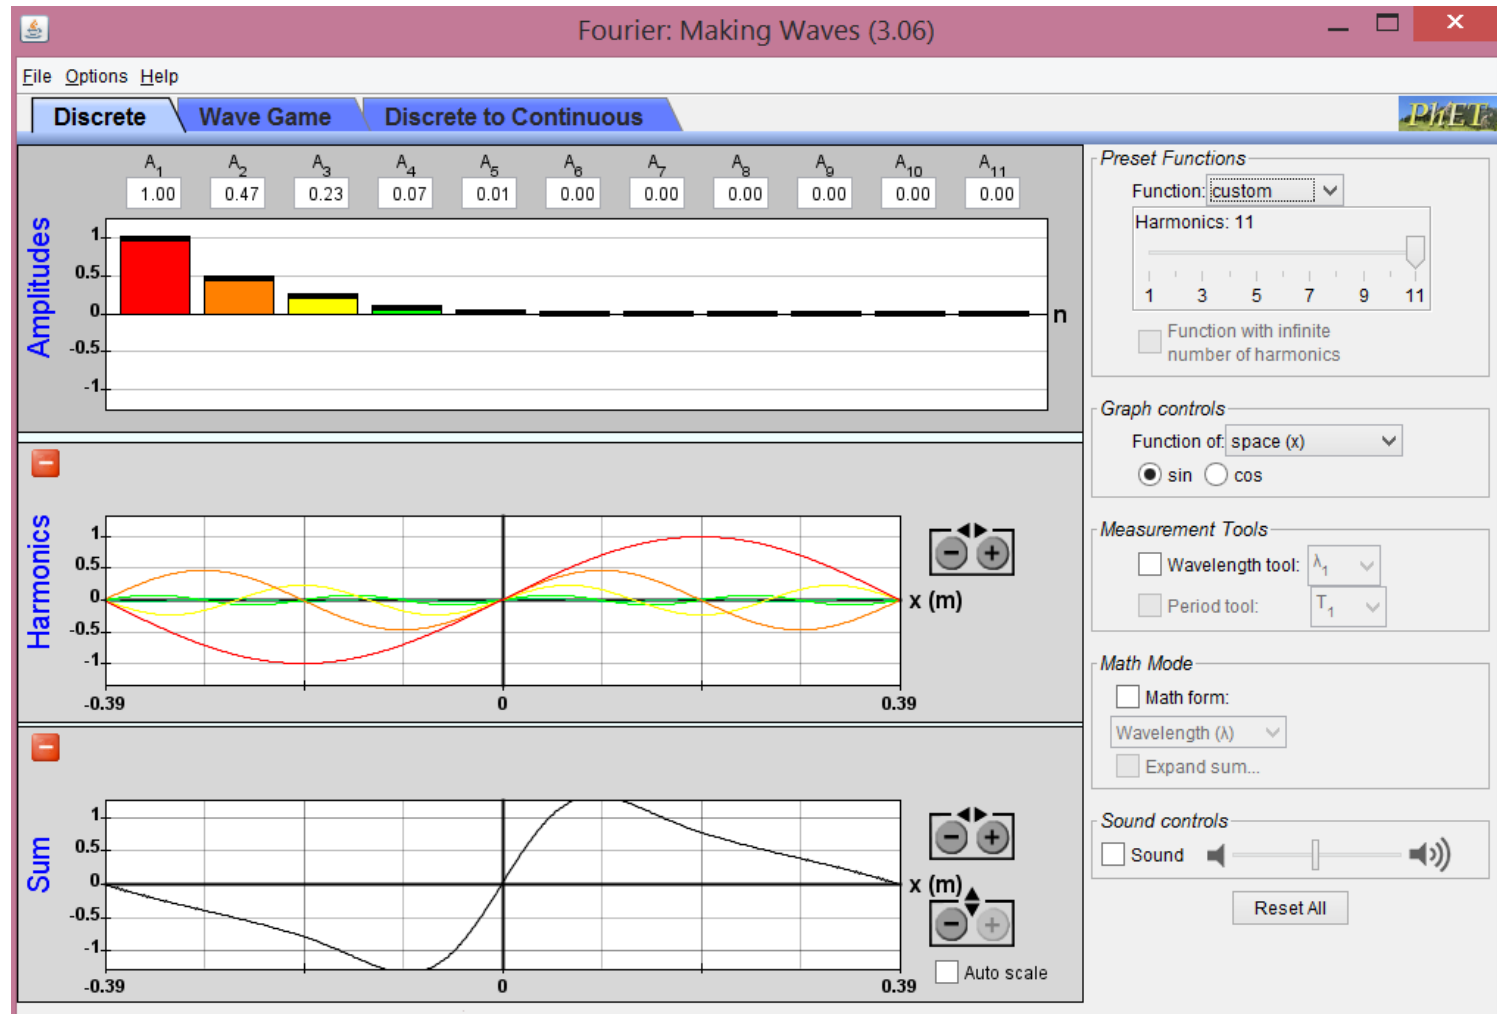 Fourier: Making Waves (3.06)
File Options Help
Discrete Wave Game Discrete to Continuous
PhET
A1 A2 A3 A4 A5 A6 A7 A8 A9 A10 A11
1.00 0.47 0.23 0.07 0.01 0.00 0.00 0.00 0.00 0.00 0.00
Amplitudes
1
0.5
0
-0.5
-1
n
Harmonics
1
0.5
0
-0.5
-1
x (m)
-0.39 0 0.39
Sum
1
0.5
0
-0.5
-1
x (m)
Auto scale
-0.39 0 0.39
Preset Functions
Function: custom
Harmonics: 11
1 3 5 7 9 11
Function with infinite
number of harmonics
Graph controls
Function of: space (x)
sin cos
Measurement Tools
Wavelength tool: λ1
Period tool: T1
Math Mode
Math form:
Wavelength (λ)
Expand sum...
Sound controls
Sound
Reset All